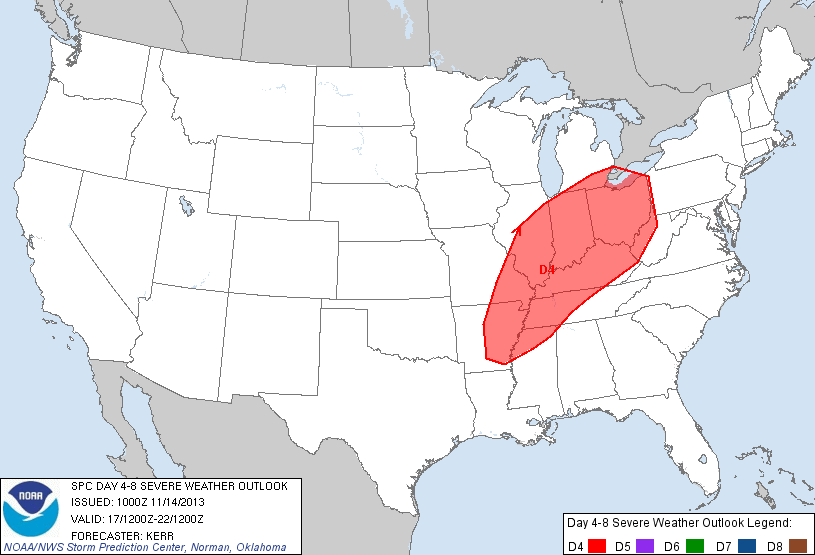 D4
NOAA
SPC DAY 4-8 SEVERE WEATHER OUTLOOK
ISSUED: 1000Z 11/14/2013
VALID: 17/1200Z-22/1200Z
FORECASTER: KERR
NOAA/NWS Storm Prediction Center, Norman, Oklahoma
Day 4-8 Severe Weather Outlook Legend:
D4 D5 D6 D7 D8